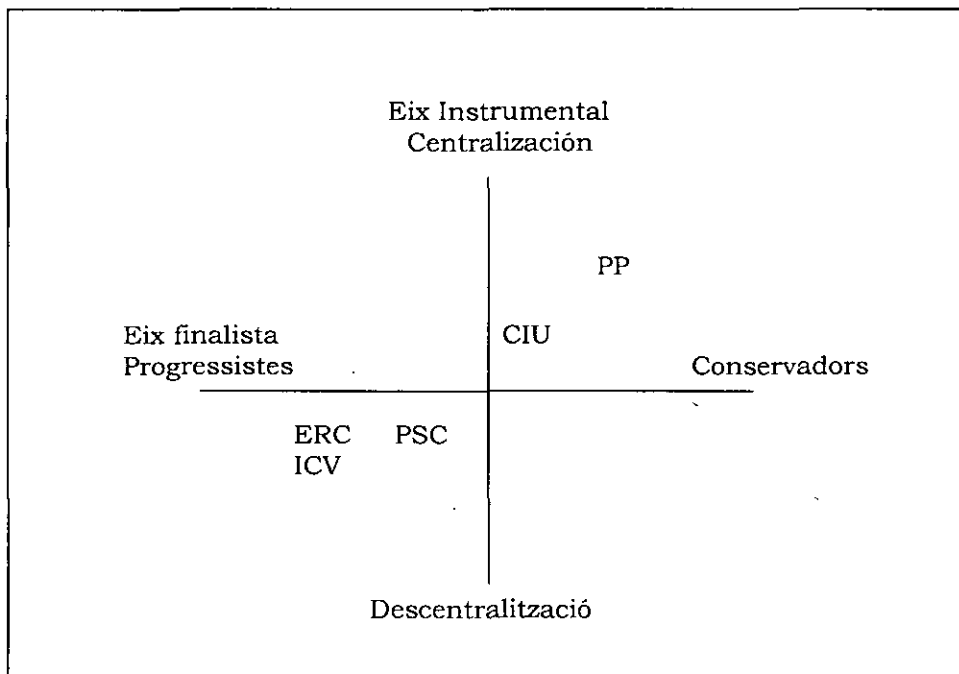 Eix Instrumental
Centralización
PP
Eix finalista
CIU
Progressistes
Conservadors
ERC PSC
ICV
Descentralització